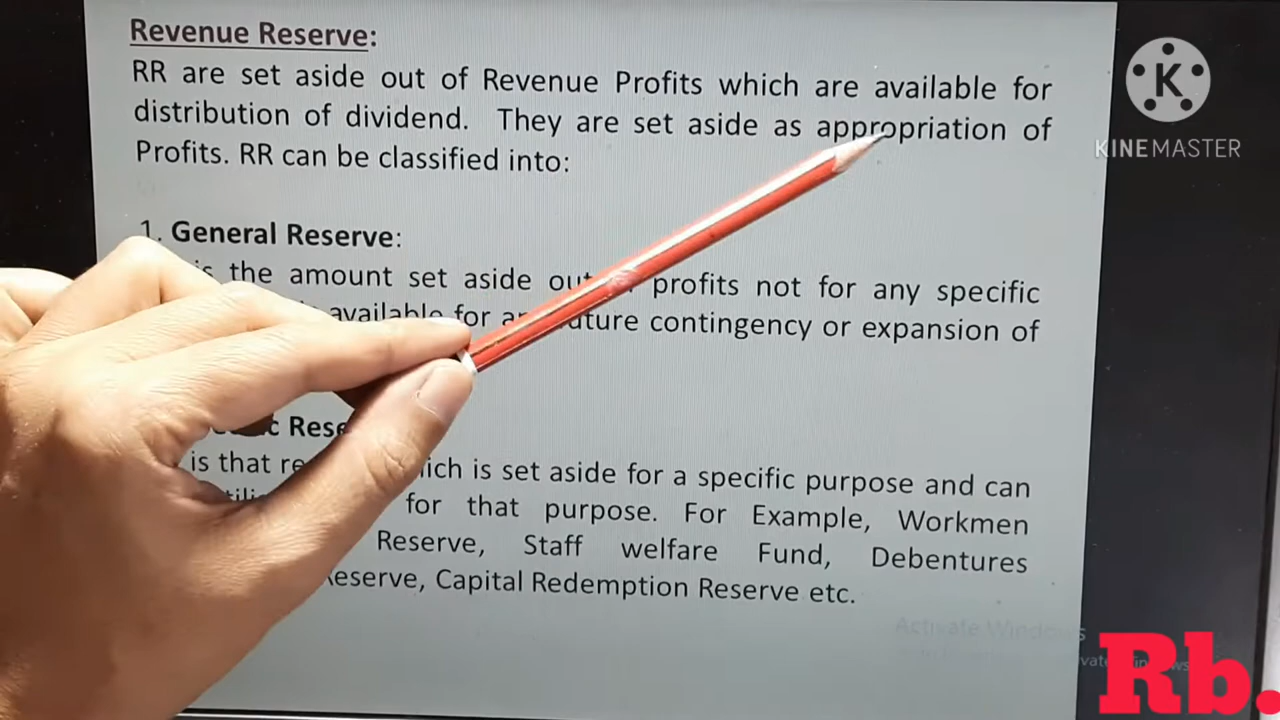 Revenue Reserve:
RR are set aside out of Revenue Profits which are available for
distribution of dividend. They are set aside as appropriation of
Profits. RR can be classified into:
1. General Reserve:
is the amount set aside profits not for any specific
available for future contingency or expansion of
is that which is set aside for a specific purpose and can
for that purpose. For Example, Workmen
Reserve, Staff welfare Fund, Debentures
Reserve, Capital Redemption Reserve etc.
K
KINEMASTER
Activate Windows
Rb.